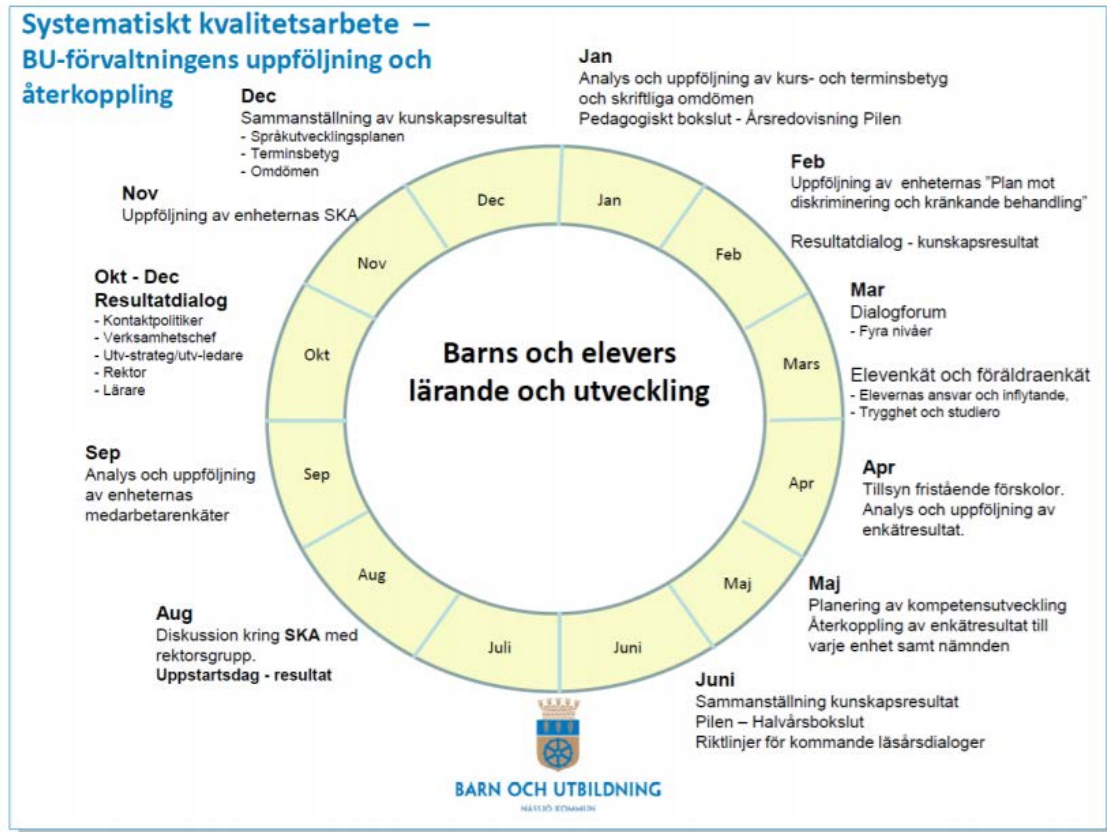 Systematiskt kvalitetsarbete –
BU-förvaltningens uppföljning och
återkoppling
Jan
Analys och uppföljning av kurs- och terminsbetyg
och skriftliga omdömen
Pedagogiskt bokslut - Årsredovisning Pilen
Feb
Uppföljning av enheternas ”Plan mot
diskriminering och kränkande behandling”
Resultatdialog - kunskapsresultat
Mar
Dialogforum
- Fyra nivåer
Elevenkät och föräldraenkät
- Elevernas ansvar och inflytande,
- Trygghet och studiero
Apr
Tillsyn fristående förskolor.
Analys och uppföljning av
enkätresultat.
Maj
Planering av kompetensutveckling
Återkoppling av enkätresultat till
varje enhet samt nämnden
Juni
Sammanställning kunskapsresultat
Pilen – Halvårsbokslut
Riktlinjer för kommande läsårsdialoger
Aug
Diskussion kring SKA med
rektorsgrupp.
Uppstartsdag - resultat
Sep
Analys och uppföljning
av enheternas
medarbetarenkäter
Okt - Dec
Resultatdialog
- Kontaktpolitiker
- Verksamhetschef
- Utv-strateg/utv-ledare
- Rektor
- Lärare
Nov
Uppföljning av enheternas SKA
Dec
Sammanställning av kunskapsresultat
- Språkutvecklingsplanen
- Terminsbetyg
- Omdömen
Jan
Feb
Mars
Apr
Maj
Juni
Juli
Aug
Sep
Okt
Nov
Dec
Barns och elevers
lärande och utveckling
BARN OCH UTBILDNING
NÄSSJÖ KOMMUN